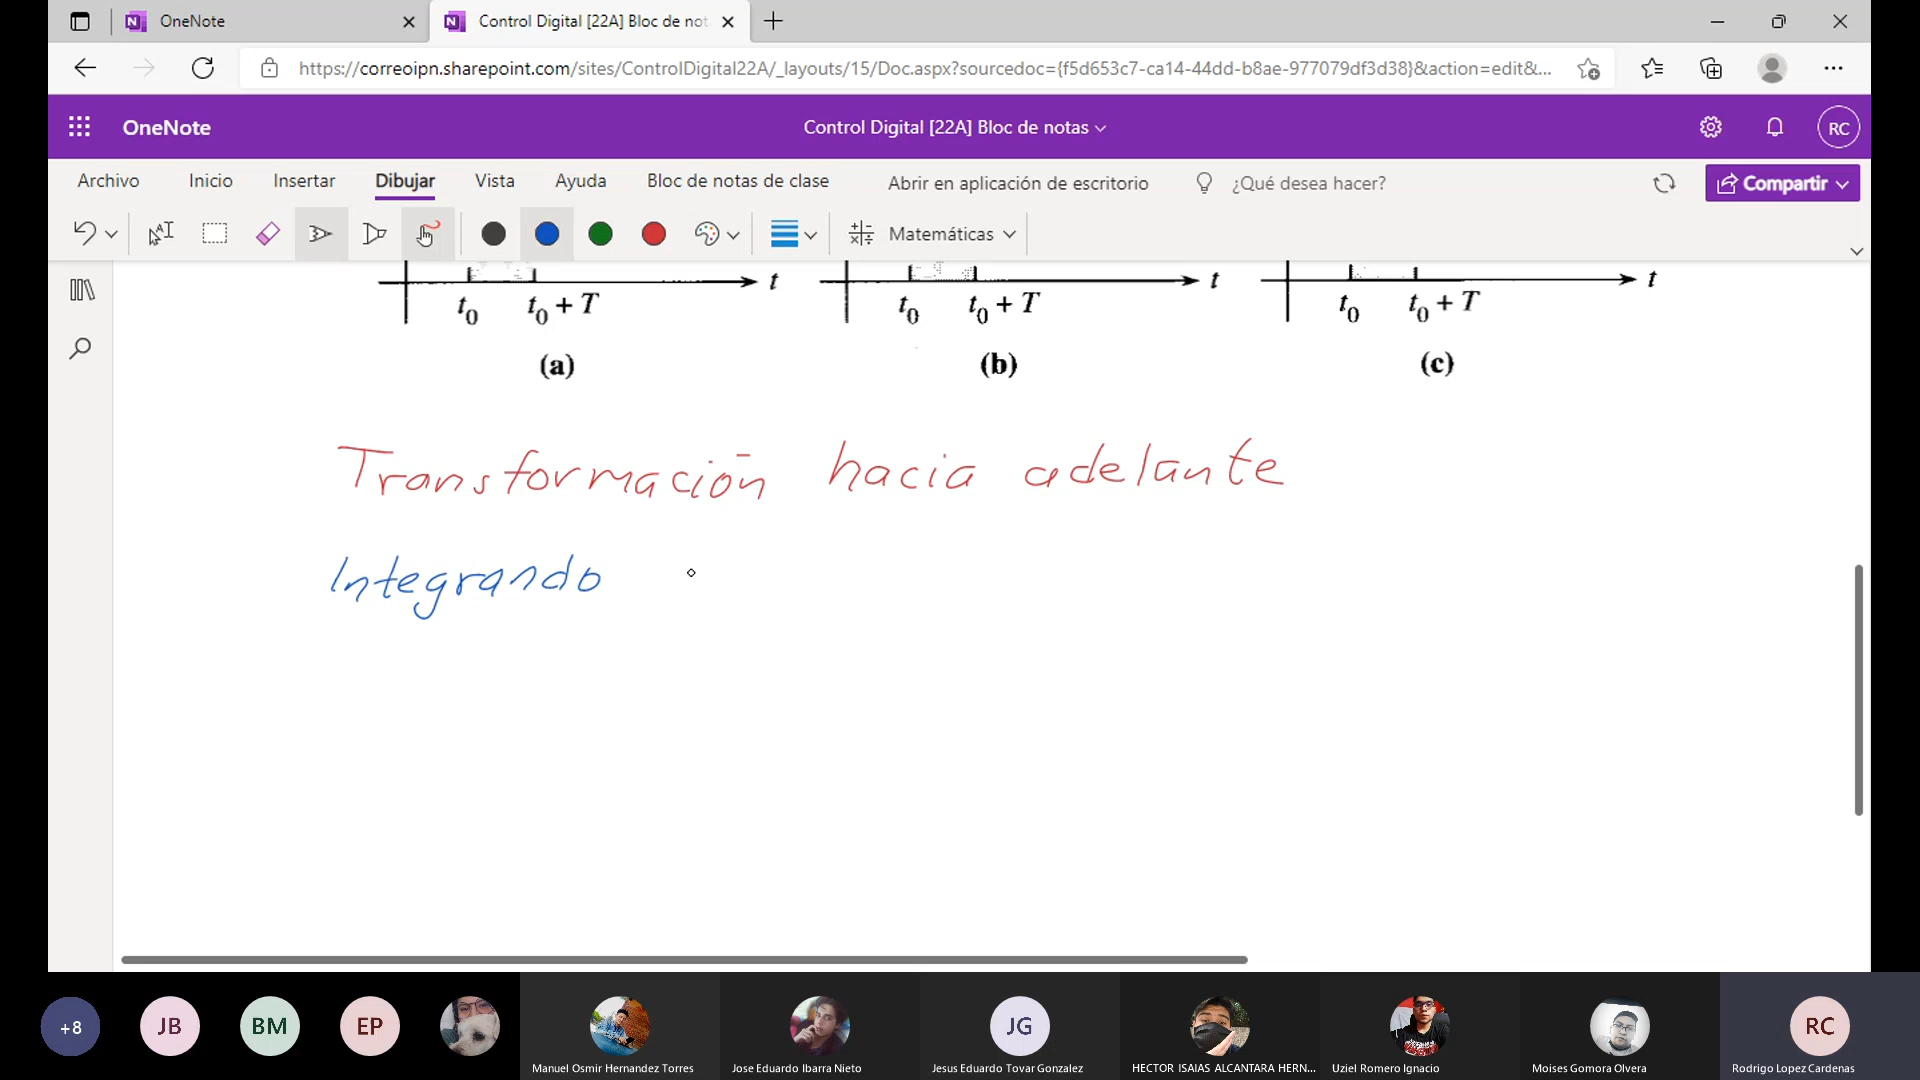 OneNote
Control Digital [22A] Bloc de not
https://correoipn.sharepoint.com/sites/ControlDigital22A/_layouts/15/Doc.aspx?sourcedoc={f5d653c7-ca14-44dd-b8ae-977079df3d38}&action=edit&...
OneNote
Control Digital [22A] Bloc de notas
RC
Archivo Inicio Insertar Dibujar Vista Ayuda Bloc de notas de clase Abrir en aplicación de escritorio ¿Qué desea hacer? Compartir
Matemáticas
t t t
t0 t0 + T t0 t0 + T t0 t0 + T
(a) (b) (c)
Transformación hacia adelante
Integrando
+8 JB BM EP JG RC
Manuel Osmir Hernandez Torres Jose Eduardo Ibarra Nieto Jesus Eduardo Tovar Gonzalez HECTOR ISAIAS ALCANTARA HERN... Uziel Romero Ignacio Moises Gomora Olvera Rodrigo Lopez Cardenas